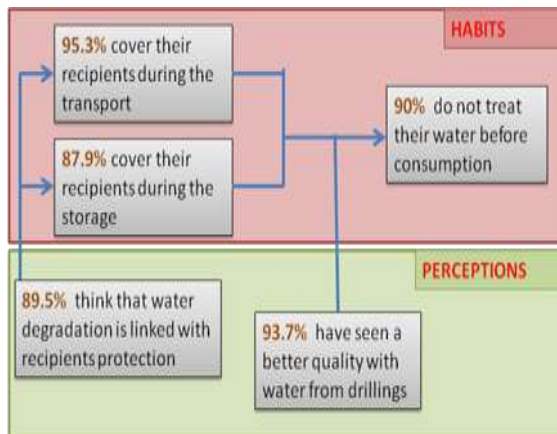 HABITS
95.3% cover their
recipients during the
transport
87.9% cover their
recipients during the
storage
90% do not treat
their water before
consumption
PERCEPTIONS
89.5% think that water
degradation is linked with
recipients protection
93.7% have seen a
better quality with
water from drillings